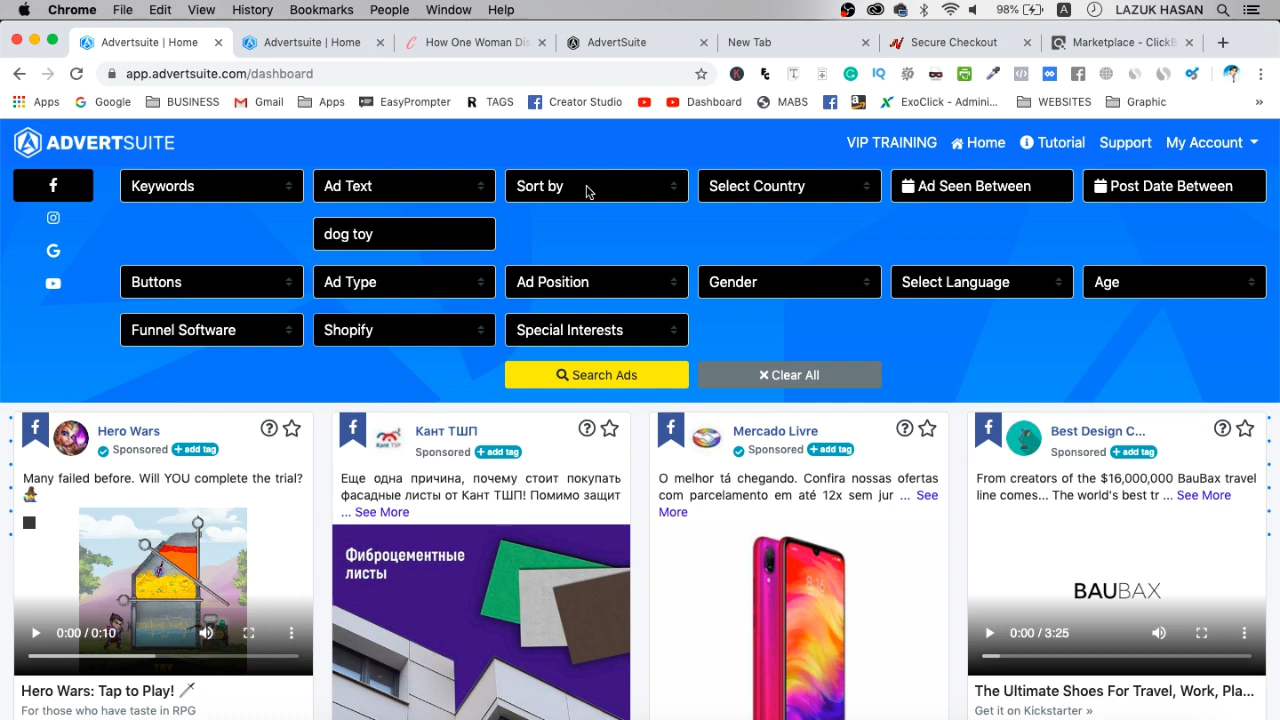 Chrome File Edit View History Bookmarks People Window Help 98% A LAZUK HASAN
Advertsuite | Home Advertsuite | Home How One Woman Dis AdvertSuite New Tab Secure Checkout Marketplace - ClickB
app.advertsuite.com/dashboard
Apps Google BUSINESS Gmail Apps EasyPrompter TAGS Creator Studio Dashboard MABS ExoClick - Admini... WEBSITES Graphic »
ADVERTSUITE VIP TRAINING Home Tutorial Support My Account
Keywords Ad Text Sort by Select Country Ad Seen Between Post Date Between
dog toy
Buttons Ad Type Ad Position Gender Select Language Age
Funnel Software Shopify Special Interests
Search Ads Clear All
Hero Wars
Sponsored + add tag
Many failed before. Will YOU complete the trial?
0:00 / 0:10
TRY
Hero Wars: Tap to Play!
For those who have taste in RPG
Кант ТШП
Sponsored + add tag
Еще одна причина, почему стоит покупать
фасадные листы от Кант ТШП! Помимо защит
... See More
Фиброцементные
листы
Mercado Livre
Sponsored + add tag
O melhor tá chegando. Confira nossas ofertas
com parcelamento em até 12x sem jur ... See
More
Best Design C...
Sponsored + add tag
From creators of the $16,000,000 BauBax travel
line comes... The world's best tr ... See More
BAUBAX
0:00 / 3:25
The Ultimate Shoes For Travel, Work, Pla...
Get it on Kickstarter »